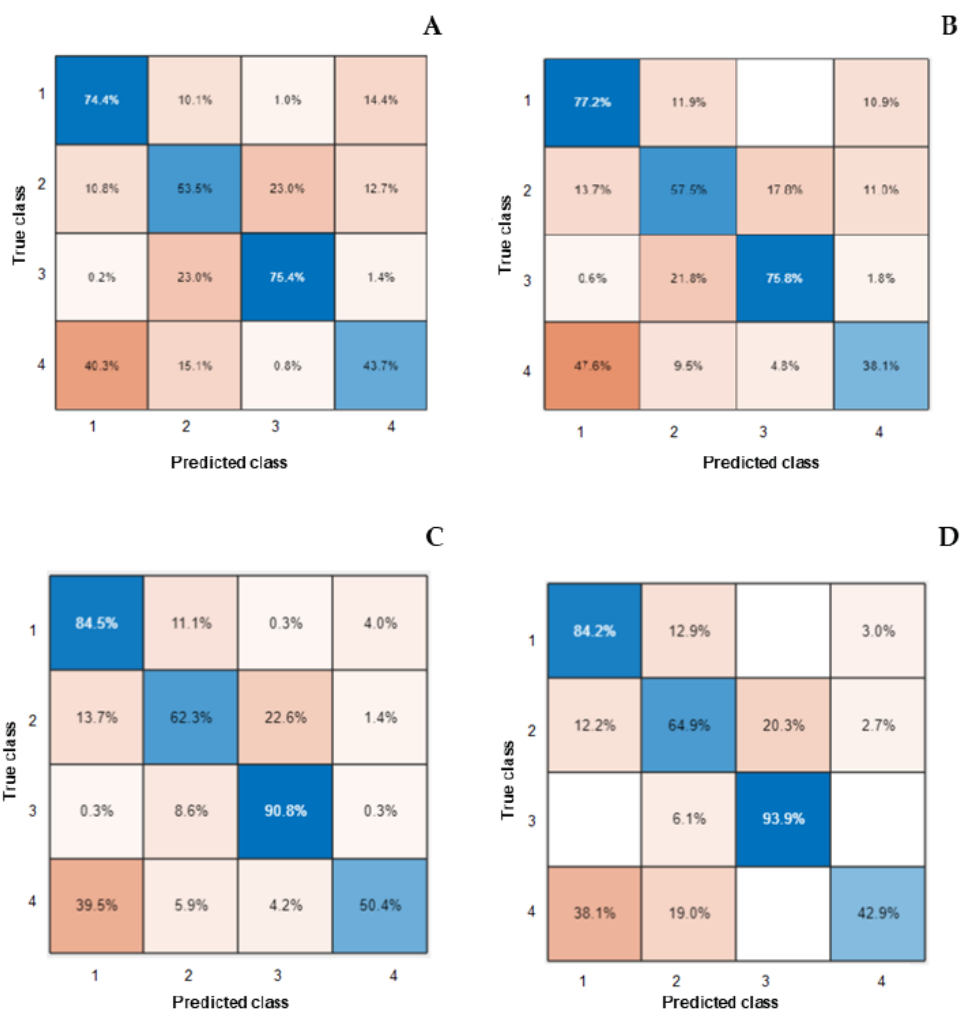 A
B
1 74.4% 10.1% 1.0% 14.4%
2 10.8% 53.5% 23.0% 12.7%
3 0.2% 23.0% 75.4% 1.4%
4 40.3% 15.1% 0.8% 43.7%
1 2 3 4
True class
Predicted class
1 77.2% 11.9% 10.9%
2 13.7% 57.5% 17.8% 11.0%
3 0.6% 21.8% 75.8% 1.8%
4 47.6% 9.5% 4.8% 38.1%
1 2 3 4
True class
Predicted class
C
D
1 84.5% 11.1% 0.3% 4.0%
2 13.7% 62.3% 22.6% 1.4%
3 0.3% 8.6% 90.8% 0.3%
4 39.5% 5.9% 4.2% 50.4%
1 2 3 4
True class
Predicted class
1 84.2% 12.9% 3.0%
2 12.2% 64.9% 20.3% 2.7%
3 6.1% 93.9%
4 38.1% 19.0% 42.9%
1 2 3 4
True class
Predicted class